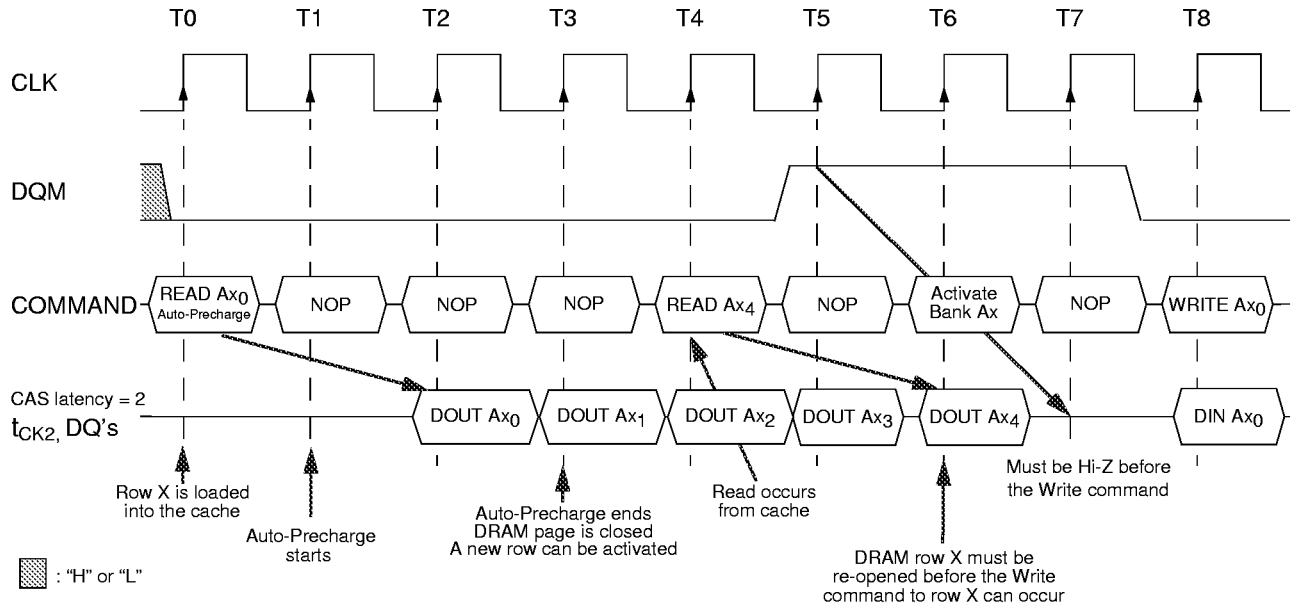 T0 T1 T2 T3 T4 T5 T6 T7 T8
CLK
DQM
COMMAND
READ Ax0
Auto-Precharge
NOP
NOP
NOP
READ Ax4
NOP
Activate
Bank Ax
NOP
WRITE Ax0
CAS latency = 2
tCK2, DQ's
DOUT Ax0
DOUT Ax1
DOUT Ax2
DOUT Ax3
DOUT Ax4
DIN Ax0
Row X is loaded
into the cache
Auto-Precharge
starts
Auto-Precharge ends
DRAM page is closed
A new row can be activated
Read occurs
from cache
Must be Hi-Z before
the Write command
DRAM row X must be
re-opened before the Write
command to row X can occur
: "H" or "L"